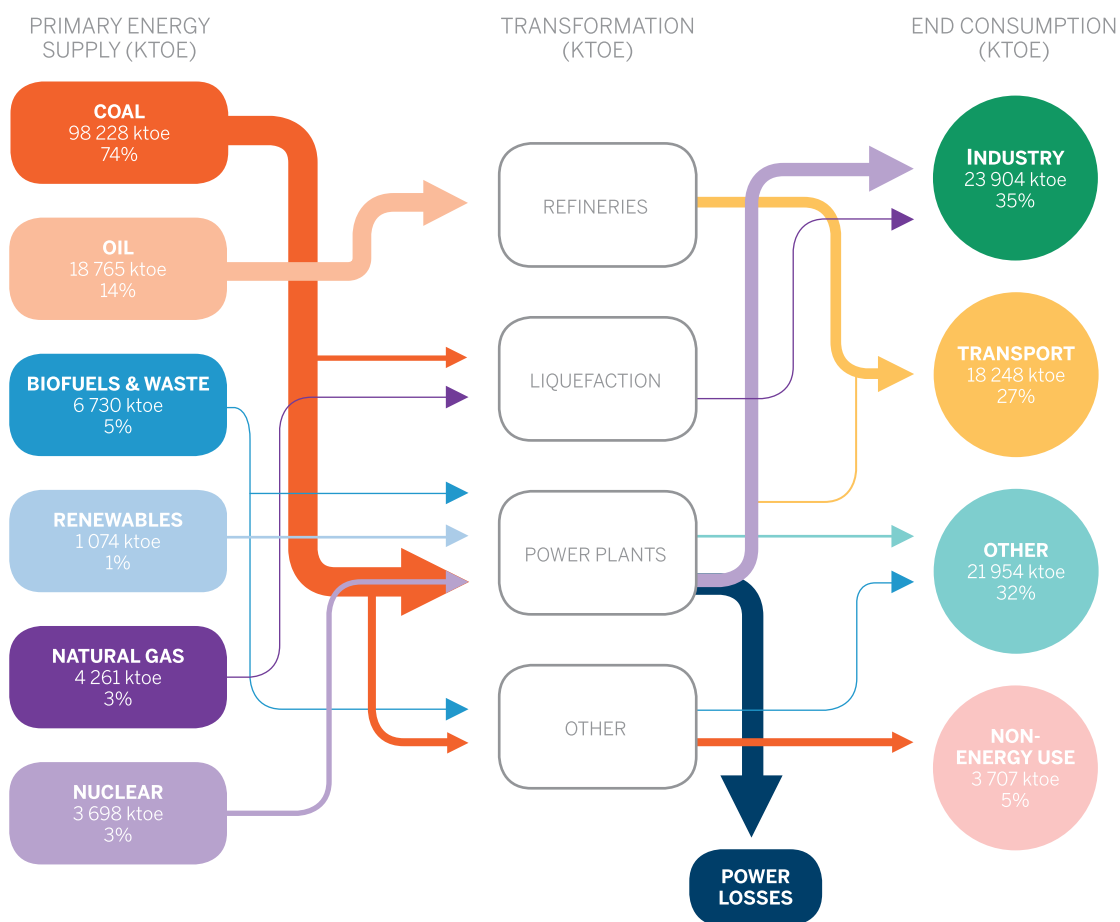 PRIMARY ENERGY
SUPPLY (KTOE)
TRANSFORMATION
(KTOE)
END CONSUMPTION
(KTOE)
COAL
98 228 ktoe
74%
OIL
18 765 ktoe
14%
BIOFUELS & WASTE
6 730 ktoe
5%
RENEWABLES
1 074 ktoe
1%
NATURAL GAS
4 261 ktoe
3%
NUCLEAR
3 698 ktoe
3%
REFINERIES
LIQUEFACTION
POWER PLANTS
OTHER
INDUSTRY
23 904 ktoe
35%
TRANSPORT
18 248 ktoe
27%
OTHER
21 954 ktoe
32%
NON-
ENERGY USE
3 707 ktoe
5%
POWER
LOSSES